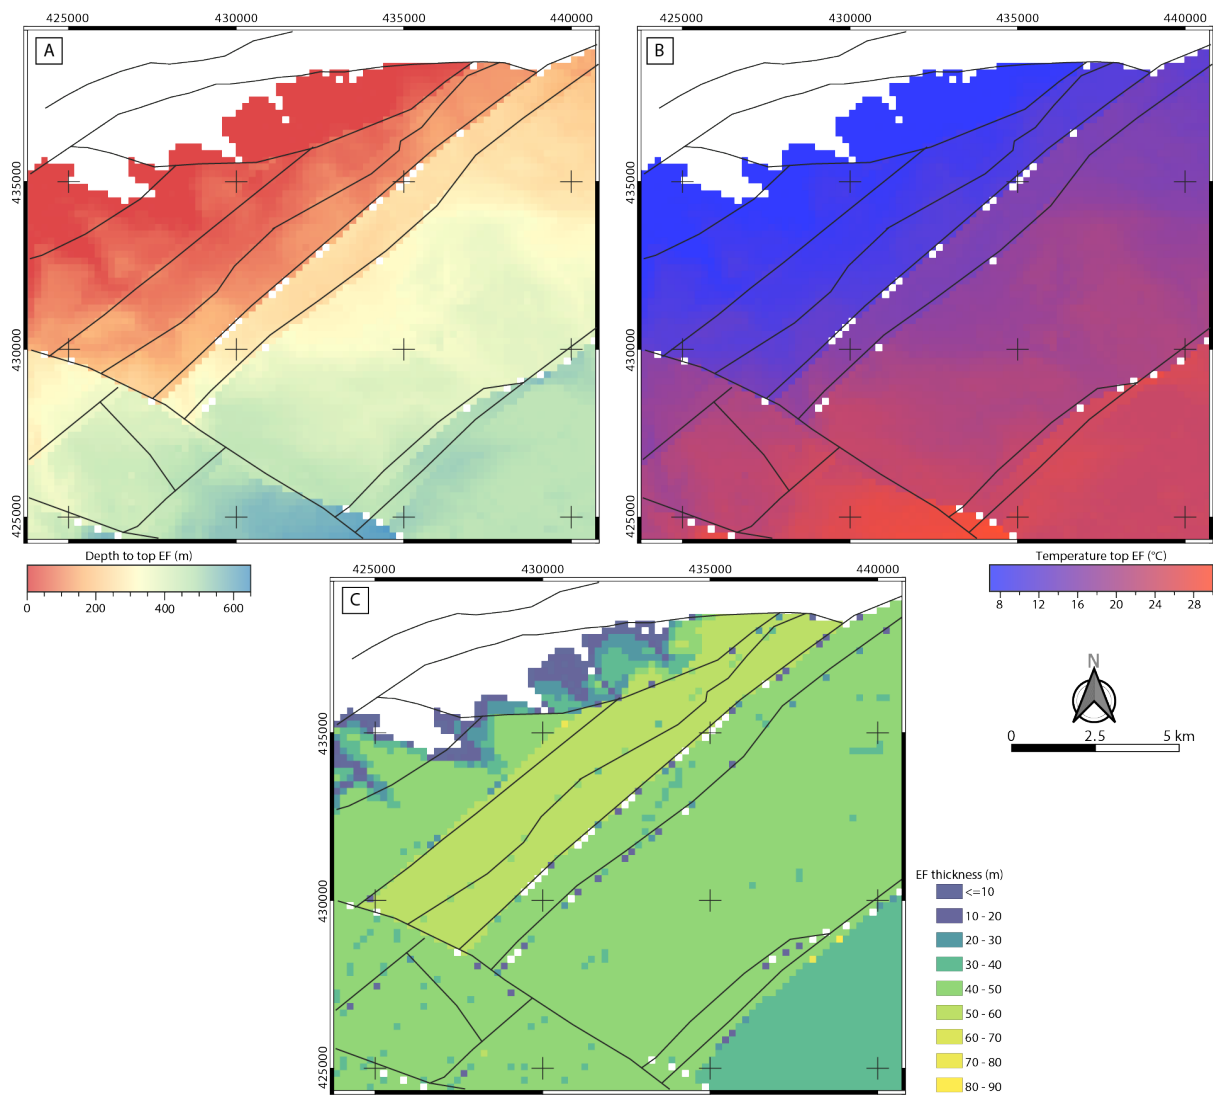 425000 430000 435000 440000
425000 430000 435000 440000
A
B
435000
430000
425000
435000
430000
425000
Depth to top EF (m)
0 200 400 600
Temperature top EF (°C)
8 12 16 20 24 28
425000 430000 435000 440000
C
435000
430000
425000
N
0 2.5 5 km
EF thickness (m)
<=10
10 - 20
20 - 30
30 - 40
40 - 50
50 - 60
60 - 70
70 - 80
80 - 90